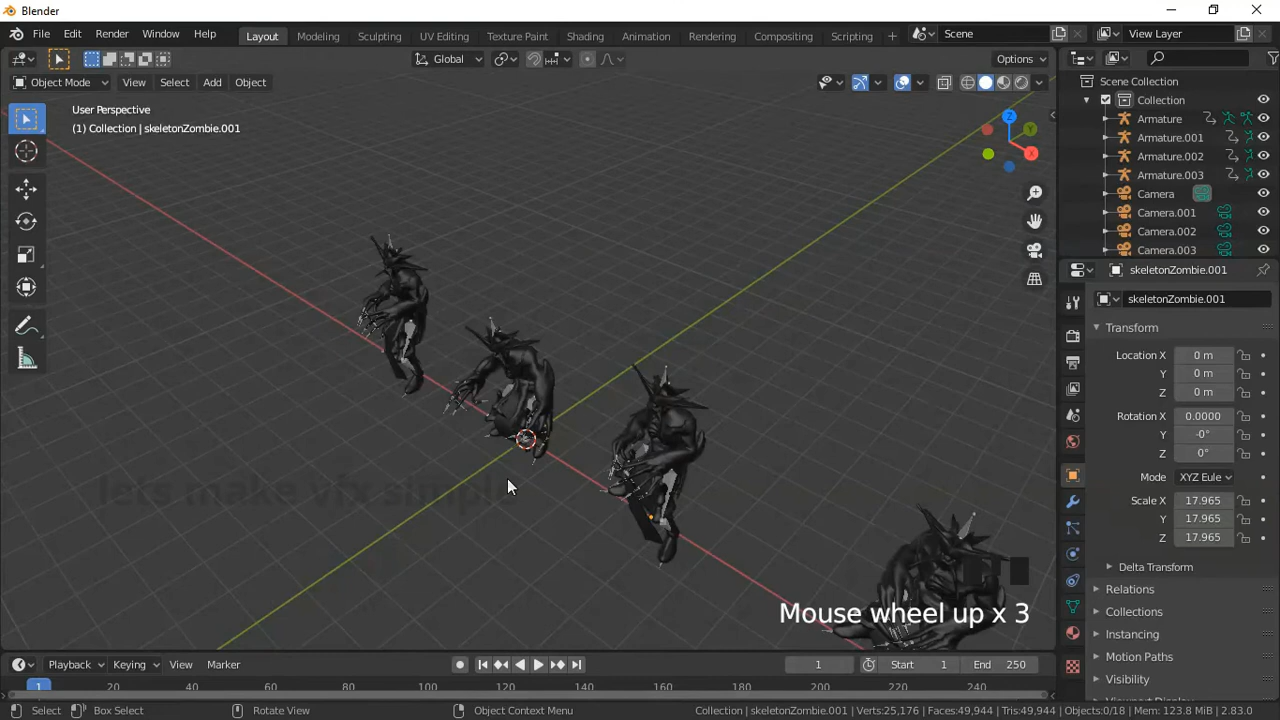 Blender
File Edit Render Window Help Layout Modeling Sculpting UV Editing Texture Paint Shading Animation Rendering Compositing Scripting Scene View Layer
Global Options
Object Mode View Select Add Object
User Perspective
(1) Collection | skeletonZombie.001
Z
Y
X
Scene Collection
Collection
Armature
Armature.001
Armature.002
Armature.003
Camera
Camera.001
Camera.002
Camera.003
skeletonZombie.001
skeletonZombie.001
Transform
Location X 0 m
Y 0 m
Z 0 m
Rotation X 0.0000
Y -0°
Z 0°
Mode XYZ Eule
Scale X 17.965
Y 17.965
Z 17.965
Delta Transform
Relations
Collections
Instancing
Motion Paths
Visibility
lets make
Mouse wheel up x 3
Playback Keying View Marker 1 Start 1 End 250
1 20 40 60 80 100 120 140 160 180 200 220 240
Select Box Select Rotate View Object Context Menu Collection | skeletonZombie.001 | Verts:25,176 | Faces:49,944 | Tris:49,944 | Objects:0/18 | Mem: 123.8 MiB | 2.83.0